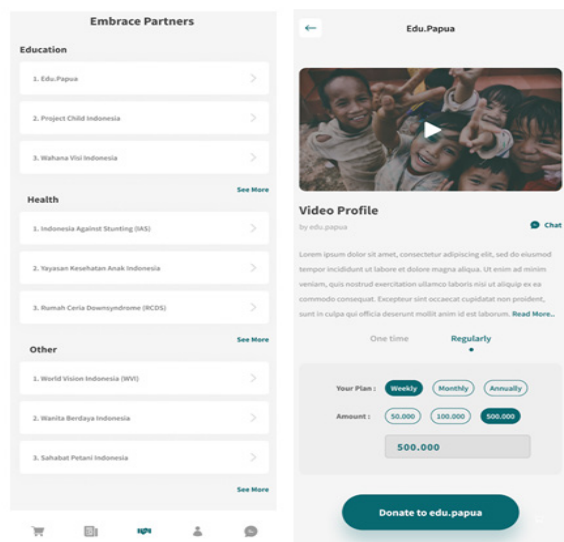 Embrace Partners
Education
1. Edu.Papua
2. Project Child Indonesia
3. Wahana Visi Indonesia
See More
Health
1. Indonesia Against Stunting (IAS)
2. Yayasan Kesehatan Anak Indonesia
3. Rumah Ceria Downsyndrome (RCDS)
See More
Other
1. World Vision Indonesia (WVI)
2. Wanita Berdaya Indonesia
3. Sahabat Petani Indonesia
See More
Edu.Papua
Video Profile
by edu.papua
Chat
Lorem ipsum dolor sit amet, consectetur adipiscing elit, sed do eiusmod
tempor incididunt ut labore et dolore magna aliqua. Ut enim ad minim
veniam, quis nostrud exercitation ullamco laboris nisi ut aliquip ex ea
commodo consequat. Excepteur sint occaecat cupidatat non proident,
sunt in culpa qui officia deserunt mollit anim id est laborum. Read More..
One time Regularly
Your Plan : Weekly Monthly Annually
Amount : 50.000 100.000 500.000
500.000
Donate to edu.papua